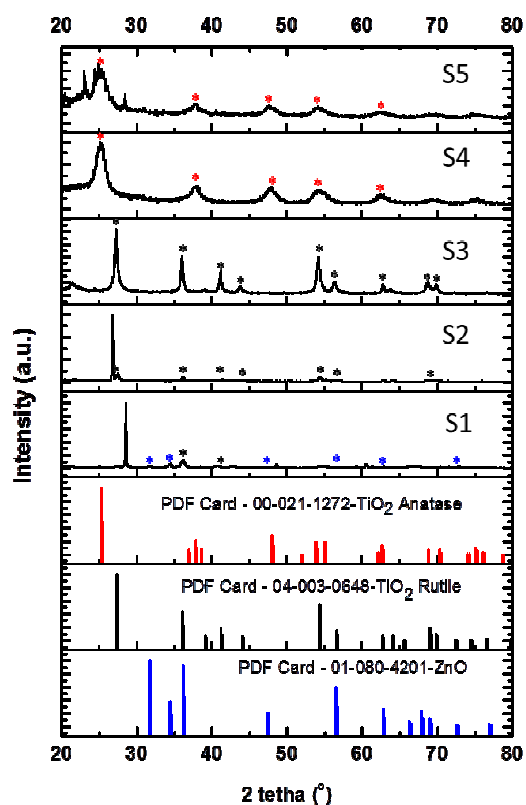 20 30 40 50 60 70 80
S5
S4
S3
S2
S1
Intensity (a.u.)
PDF Card - 00-021-1272-TiO2 Anatase
PDF Card - 04-003-0648-TiO2 Rutile
PDF Card - 01-080-4201-ZnO
20 30 40 50 60 70 80
2 tetha (°)